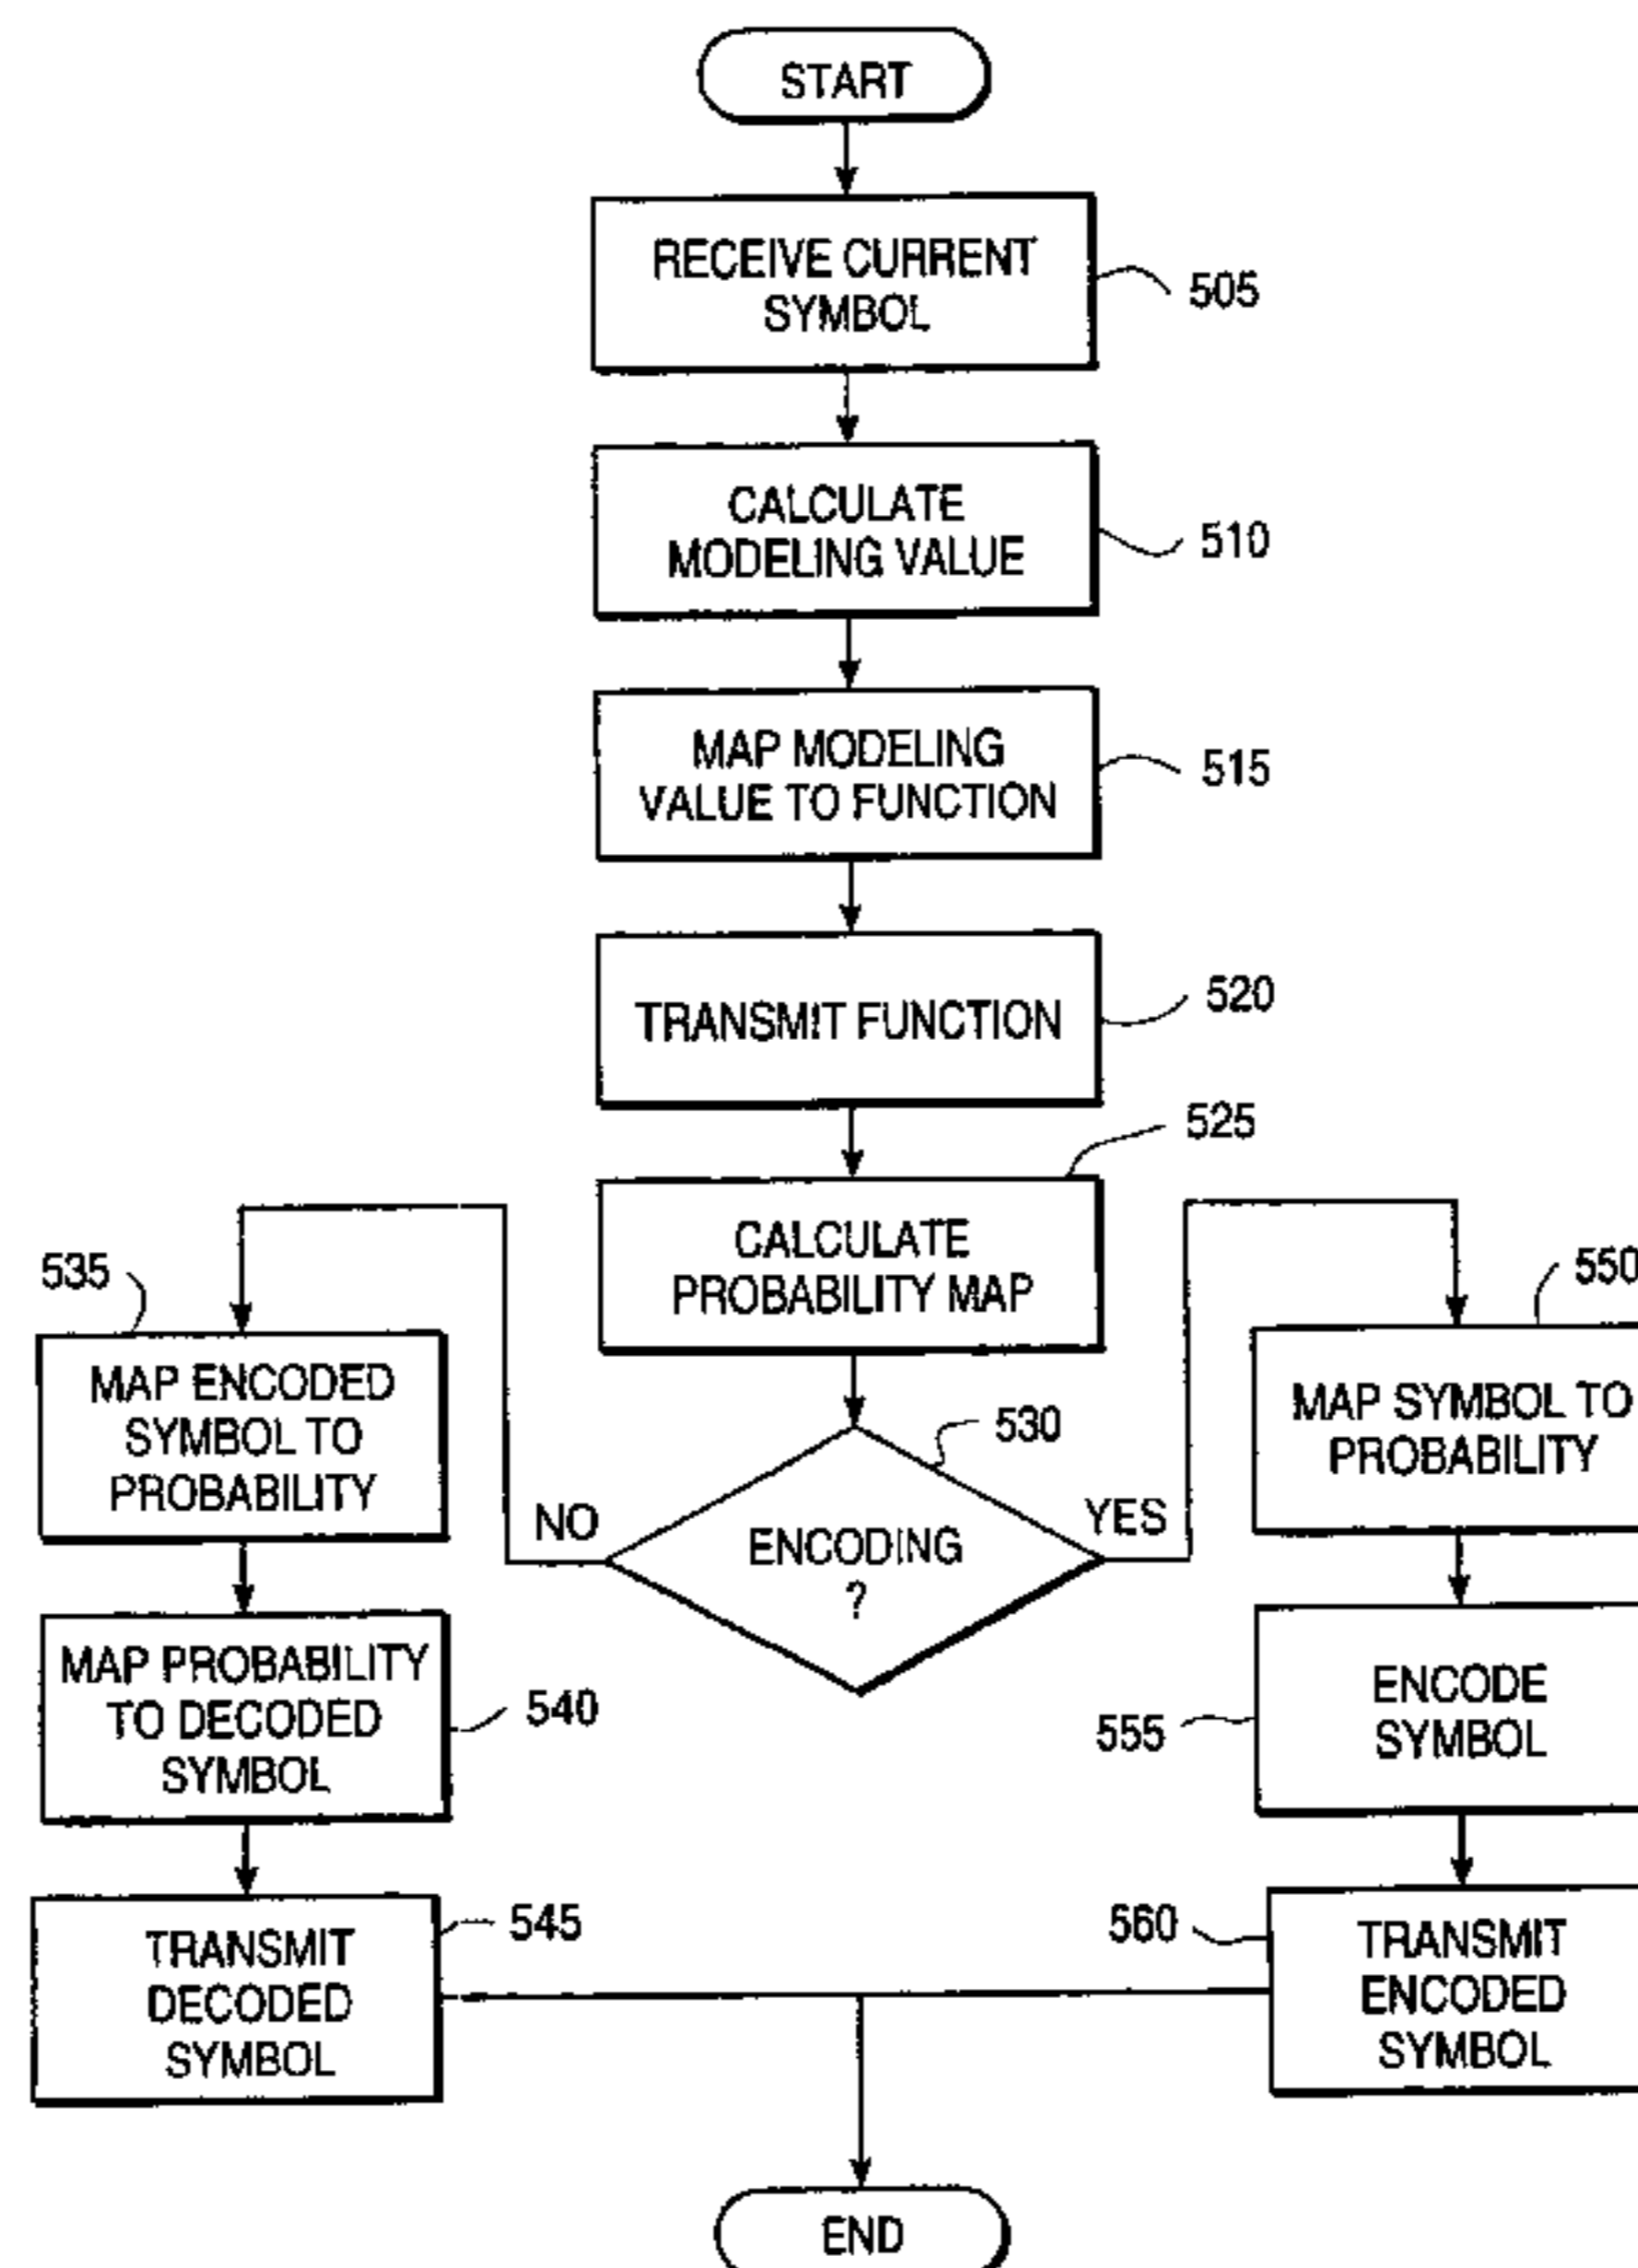 START
RECEIVE CURRENT
SYMBOL
505
CALCULATE
MODELING VALUE
510
MAP MODELING
VALUE TO FUNCTION
515
TRANSMIT FUNCTION
520
525
CALCULATE
PROBABILITY MAP
530
ENCODING
?
NO
YES
535
MAP ENCODED
SYMBOL TO
PROBABILITY
MAP PROBABILITY
TO DECODED
SYMBOL
540
TRANSMIT
DECODED
SYMBOL
545
550
MAP SYMBOL TO
PROBABILITY
ENCODE
SYMBOL
555
560
TRANSMIT
ENCODED
SYMBOL
END